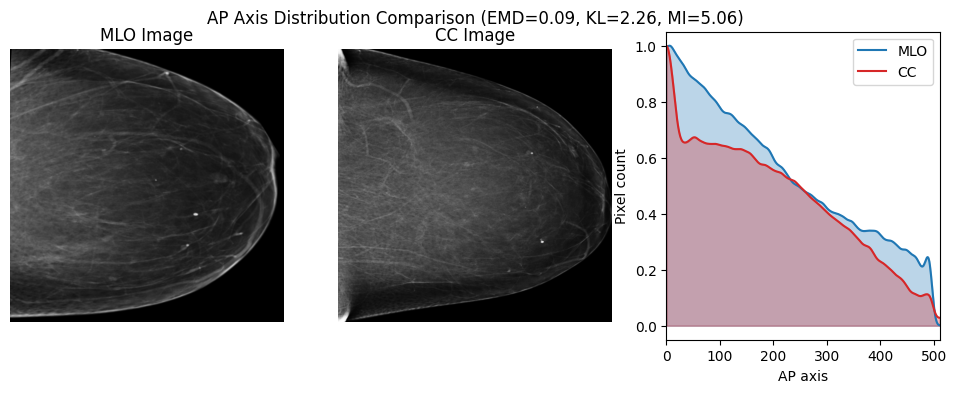 AP Axis Distribution Comparison (EMD=0.09, KL=2.26, MI=5.06)
MLO Image
CC Image
MLO
CC
Pixel count
1.0
0.8
0.6
0.4
0.2
0.0
0 100 200 300 400 500
AP axis